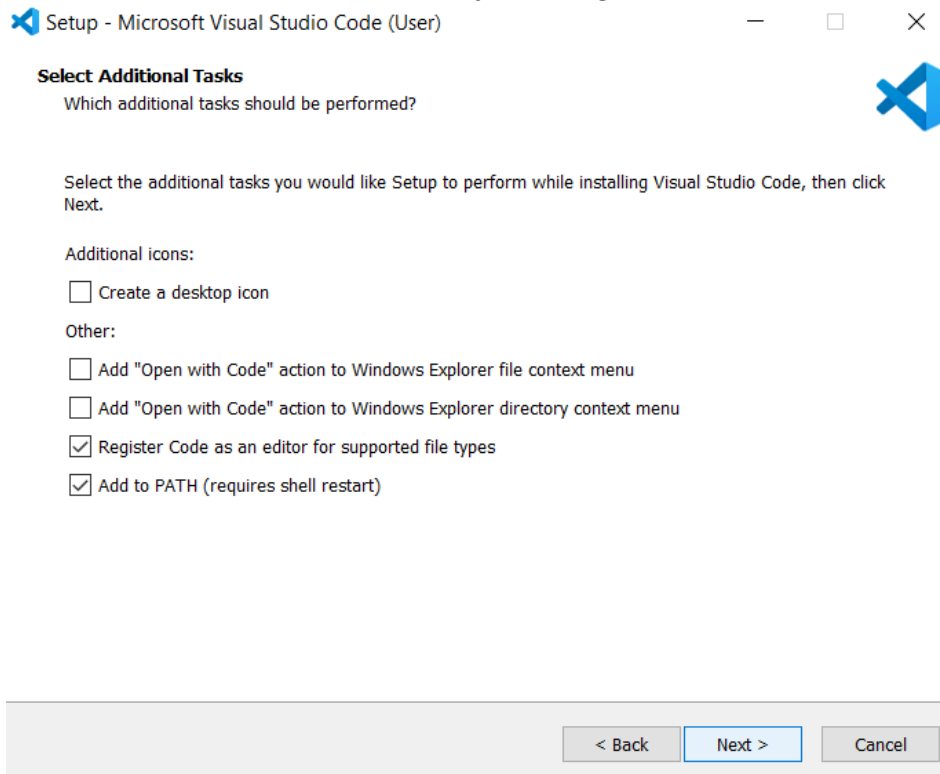 Setup - Microsoft Visual Studio Code (User)
Select Additional Tasks
Which additional tasks should be performed?
Select the additional tasks you would like Setup to perform while installing Visual Studio Code, then click
Next.
Additional icons:
Create a desktop icon
Other:
Add "Open with Code" action to Windows Explorer file context menu
Add "Open with Code" action to Windows Explorer directory context menu
Register Code as an editor for supported file types
Add to PATH (requires shell restart)
< Back Next > Cancel